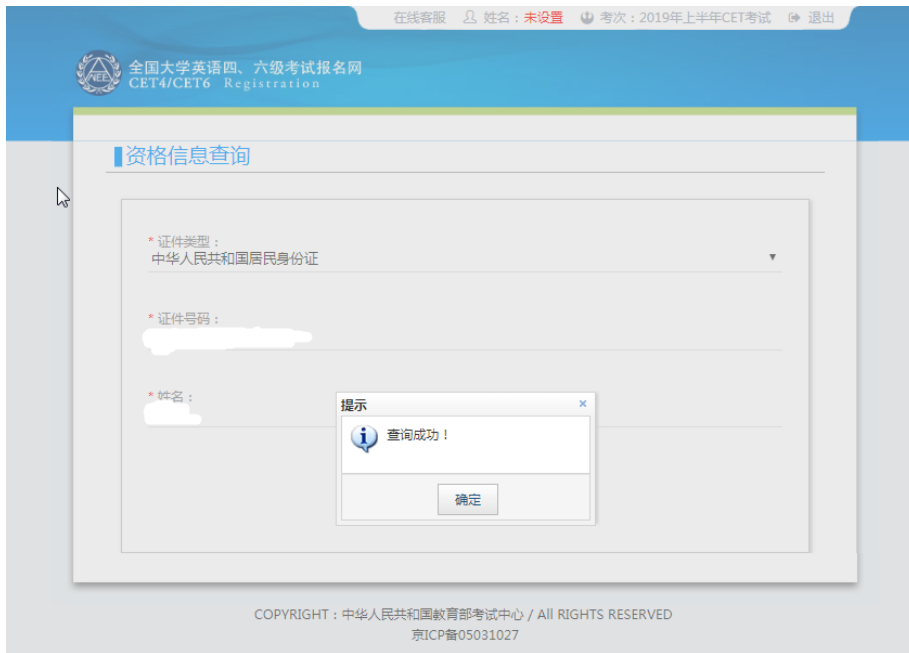 在线客服 姓名：未设置 考次：2019年上半年CET考试 退出
NEE
全国大学英语四、六级考试报名网
CET4/CET6 Registration
资格信息查询
* 证件类型：
中华人民共和国居民身份证
* 证件号码：
* 姓名：
提示 ×
查询成功！
确定
COPYRIGHT：中华人民共和国教育部考试中心 / All RIGHTS RESERVED
京ICP备05031027